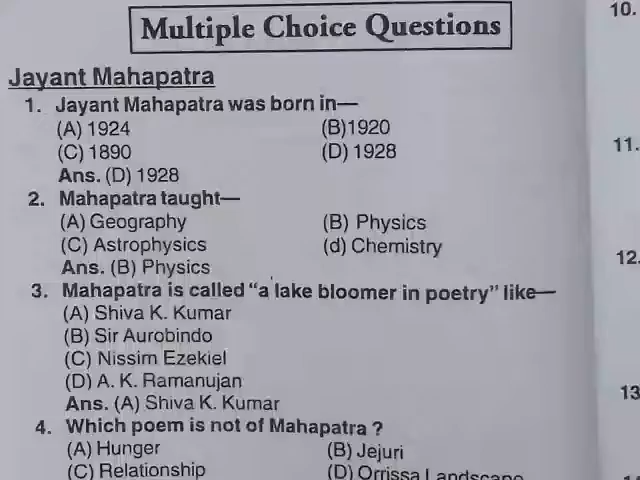 Multiple Choice Questions
Jayant Mahapatra
1. Jayant Mahapatra was born in—
(A) 1924 (B)1920
(C) 1890 (D) 1928
Ans. (D) 1928
2. Mahapatra taught—
(A) Geography (B) Physics
(C) Astrophysics (d) Chemistry
Ans. (B) Physics
3. Mahapatra is called “a lake bloomer in poetry” like—
(A) Shiva K. Kumar
(B) Sir Aurobindo
(C) Nissim Ezekiel
(D) A. K. Ramanujan
Ans. (A) Shiva K. Kumar
4. Which poem is not of Mahapatra ?
(A) Hunger (B) Jejuri
(C) Relationship (D) Orrissa Landscape
10.
11.
12.
13